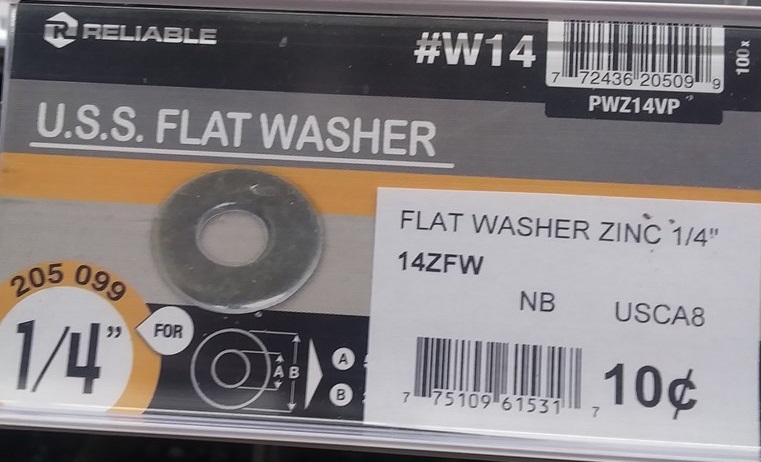 RELIABLE
#W14
7 72436 20509 9
100x
PWZ14VP
U.S.S. FLAT WASHER
FLAT WASHER ZINC 1/4"
14ZFW
NB USCA8
205 099
1/4"
FOR
A B
A
B
7 75109 61531 7
10¢